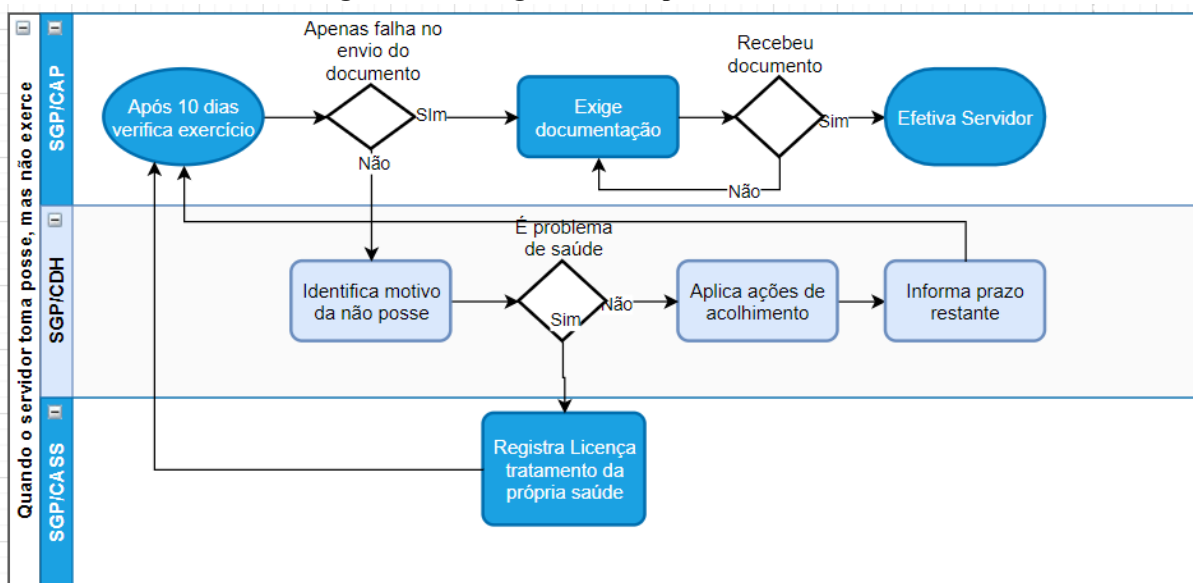 Quando o servidor toma posse, mas não exerce
SGP/CAP
Após 10 dias
verifica exercício
Apenas falha no
envio do
documento
SIm
Não
Exige
documentação
Recebeu
documento
Sim
Não
Efetiva Servidor
SGP/CDH
Identifica motivo
da não posse
É problema
de saúde
Não
Sim
Aplica ações de
acolhimento
Informa prazo
restante
SGP/CASS
Registra Licença
tratamento da
própria saúde